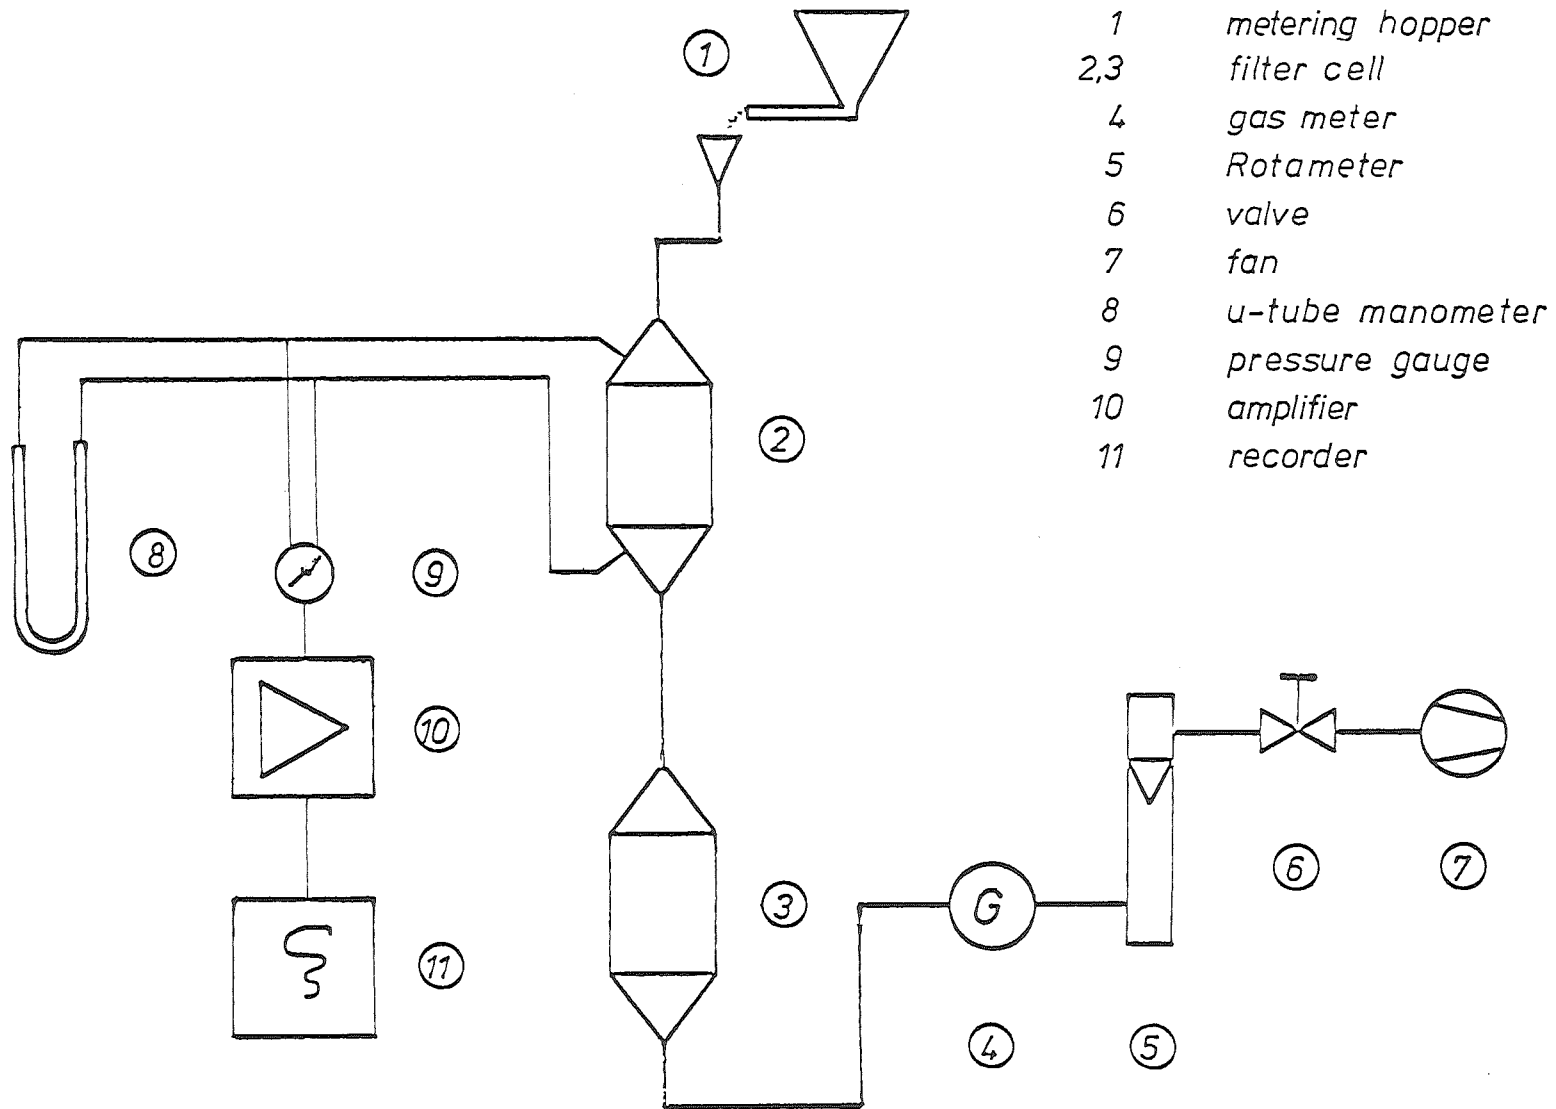 1 metering hopper
2,3 filter cell
4 gas meter
5 Rotameter
6 valve
7 fan
8 u-tube manometer
9 pressure gauge
10 amplifier
11 recorder
1
2
8
9
10
3
G
6
7
11
4
5